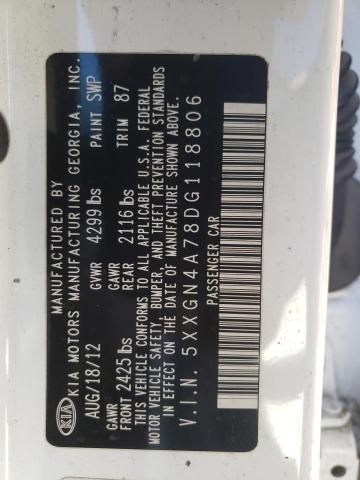 MANUFACTURED BY
KIA KIA MOTORS MANUFACTURING GEORGIA, INC.
AUG/18/12 GVWR 4299 lbs PAINT SWP
GAWR FRONT 2425 lbs GAWR REAR 2116 lbs TRIM 87
THIS VEHICLE CONFORMS TO ALL APPLICABLE U.S.A. FEDERAL
MOTOR VEHICLE SAFETY, BUMPER, AND THEFT PREVENTION STANDARDS
IN EFFECT ON THE DATE OF MANUFACTURE SHOWN ABOVE.
V.I.N. 5XXGN4A78DG118806
PASSENGER CAR